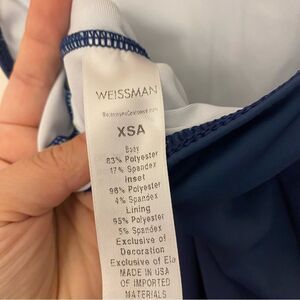 WEISSMAN
XSA
Body
83% Polyester
17% Spandex
Inset
96% Polyester
4% Spandex
Lining
95% Polyester
5% Spandex
Exclusive of
Decoration
Exclusive of Ela
MADE IN USA
OF IMPORTED
MATERIALS